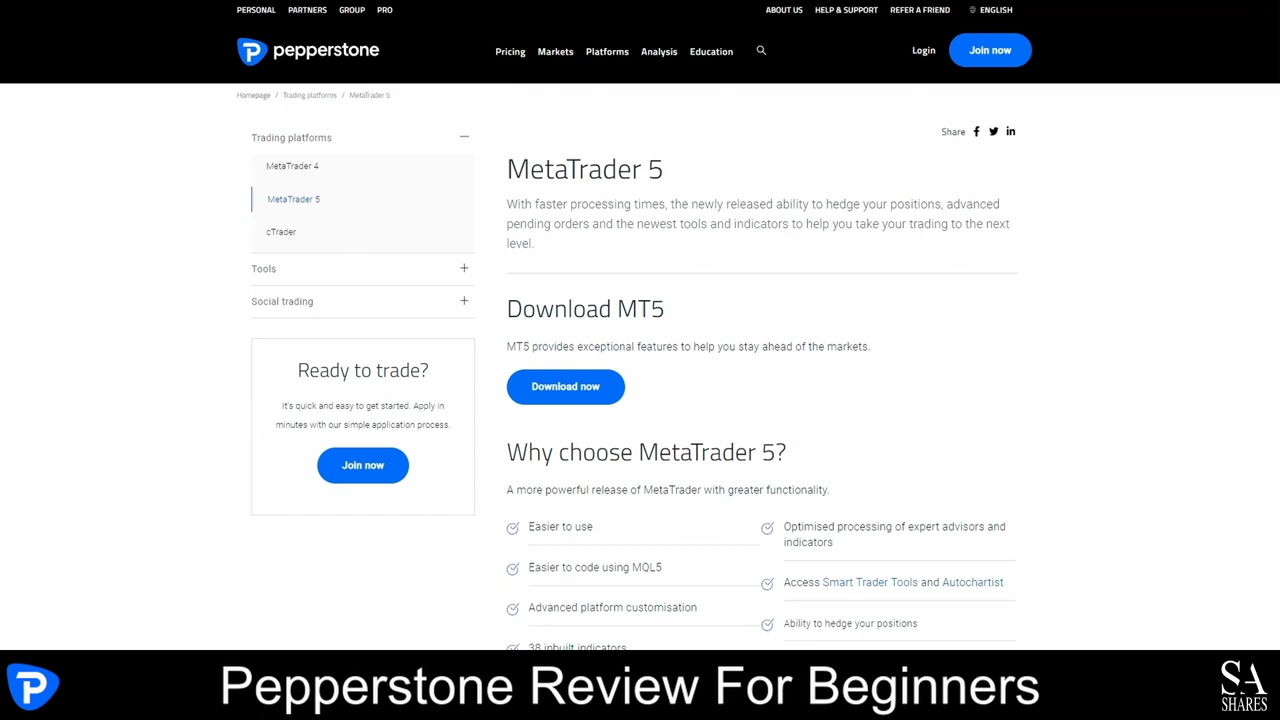 PERSONAL PARTNERS GROUP PRO
ABOUT US HELP & SUPPORT REFER A FRIEND ENGLISH
pepperstone
Pricing Markets Platforms Analysis Education
Login Join now
Homepage / Trading platforms / MetaTrader 5
Trading platforms
MetaTrader 4
MetaTrader 5
cTrader
Tools
Social trading
Ready to trade?
It's quick and easy to get started. Apply in
minutes with our simple application process.
Join now
Share
MetaTrader 5
With faster processing times, the newly released ability to hedge your positions, advanced
pending orders and the newest tools and indicators to help you take your trading to the next
level.
Download MT5
MT5 provides exceptional features to help you stay ahead of the markets.
Download now
Why choose MetaTrader 5?
A more powerful release of MetaTrader with greater functionality.
Easier to use
Easier to code using MQL5
Advanced platform customisation
38 inbuilt indicators
Optimised processing of expert advisors and
indicators
Access Smart Trader Tools and Autochartist
Ability to hedge your positions
Pepperstone Review For Beginners
SA
SHARES